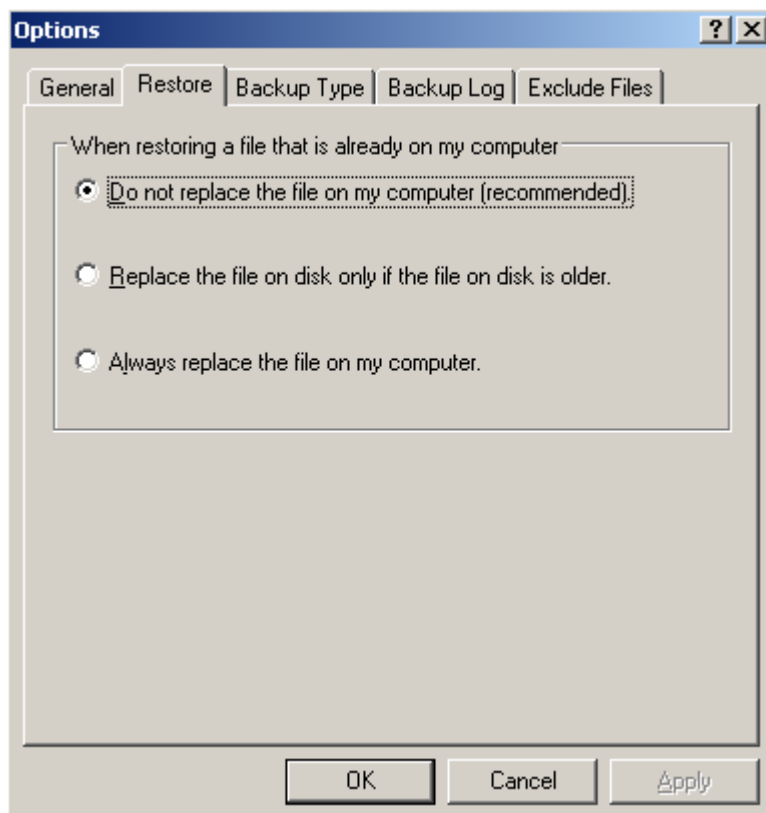 Options
General Restore Backup Type Backup Log Exclude Files
When restoring a file that is already on my computer
Do not replace the file on my computer (recommended).
Replace the file on disk only if the file on disk is older.
Always replace the file on my computer.
OK Cancel Apply